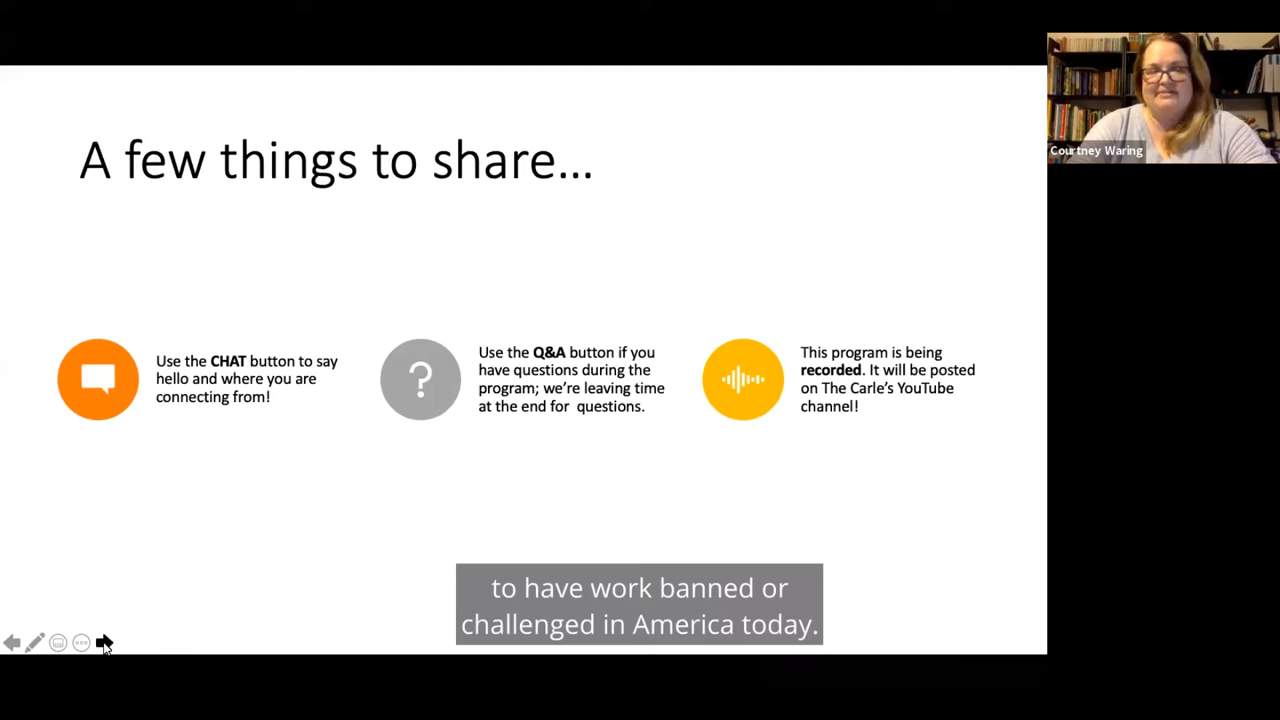 A few things to share...
Use the CHAT button to say
hello and where you are
connecting from!
Use the Q&A button if you
have questions during the
program; we're leaving time
at the end for questions.
This program is being
recorded. It will be posted
on The Carle's YouTube
channel!
Courtney Waring
to have work banned or
challenged in America today.